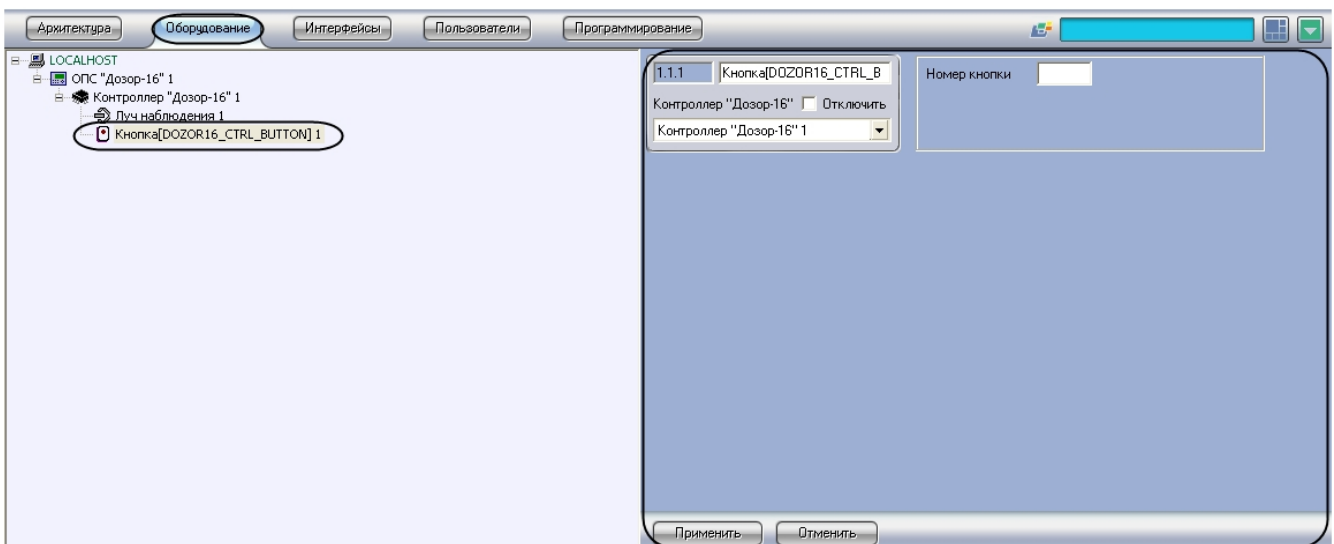 Архитектура Оборудование Интерфейсы Пользователи Программирование
LOCALHOST
ОПС "Дозор-16" 1
Контроллер "Дозор-16" 1
Луч наблюдения 1
Кнопка[DOZOR16_CTRL_BUTTON] 1
1.1.1 Кнопка[DOZOR16_CTRL_B
Контроллер "Дозор-16" Отключить
Контроллер "Дозор-16" 1
Номер кнопки
Применить Отменить